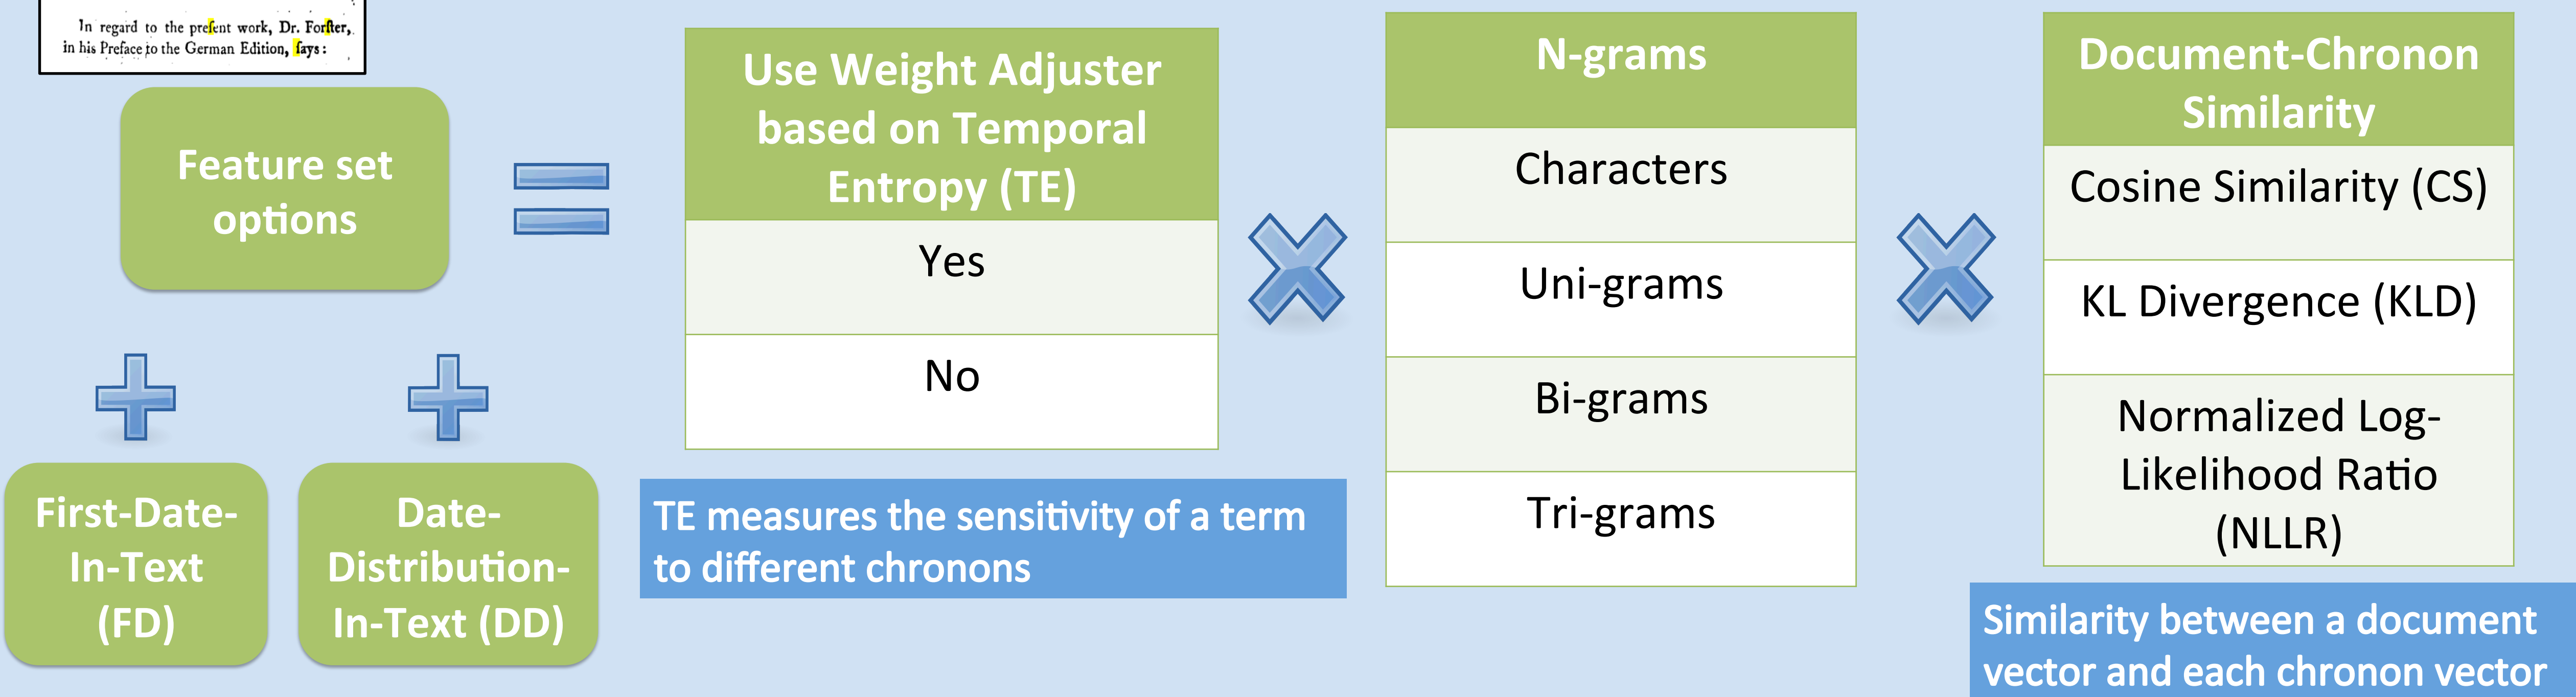 In regard to the preſent work, Dr. Forſter,
in his Preface to the German Edition, ſays:
Feature set
options
First-Date-
In-Text
(FD)
Date-
Distribution-
In-Text (DD)
Use Weight Adjuster
based on Temporal
Entropy (TE)
Yes
No
TE measures the sensitivity of a term
to different chronons
N-grams
Characters
Uni-grams
Bi-grams
Tri-grams
Document-Chronon
Similarity
Cosine Similarity (CS)
KL Divergence (KLD)
Normalized Log-
Likelihood Ratio
(NLLR)
Similarity between a document
vector and each chronon vector